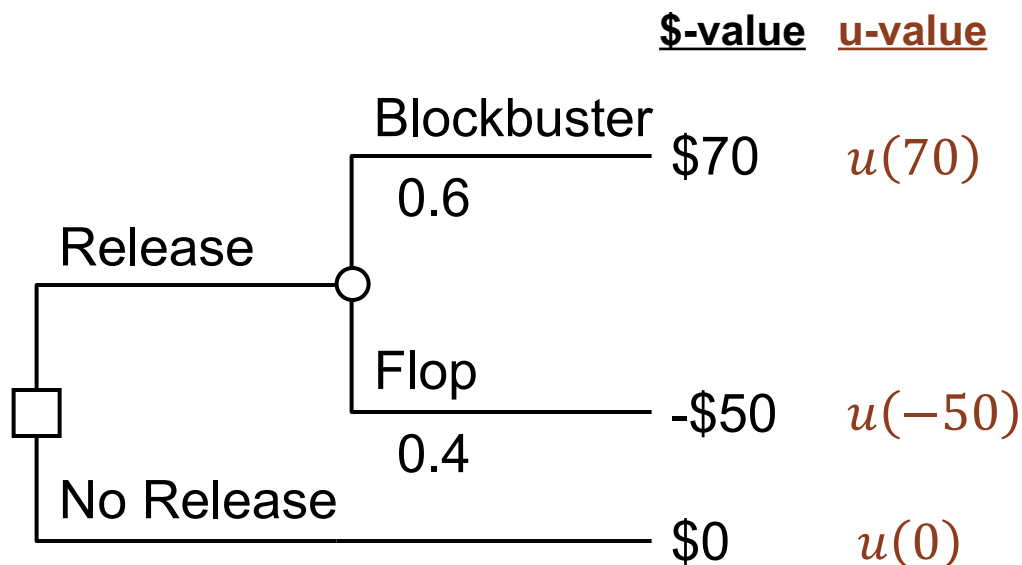 $-value u-value
Blockbuster
$70 u(70)
0.6
Release
Flop
-$50 u(−50)
0.4
No Release
$0 u(0)